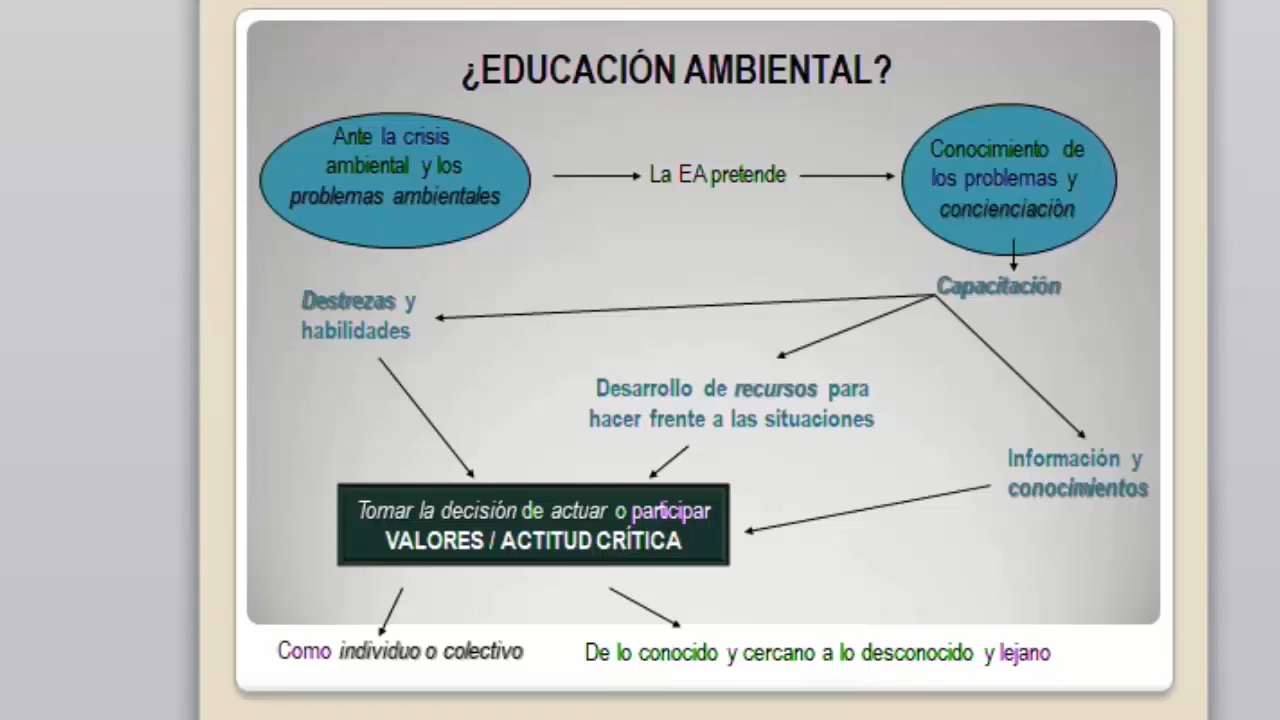 ¿EDUCACIÓN AMBIENTAL?
Ante la crisis
ambiental y los
problemas ambientales
La EA pretende
Conocimiento de
los problemas y
concienciación
Capacitación
Destrezas y
habilidades
Desarrollo de recursos para
hacer frente a las situaciones
Información y
conocimientos
Tomar la decisión de actuar o participar
VALORES / ACTITUD CRÍTICA
Como individuo o colectivo
De lo conocido y cercano a lo desconocido y lejano